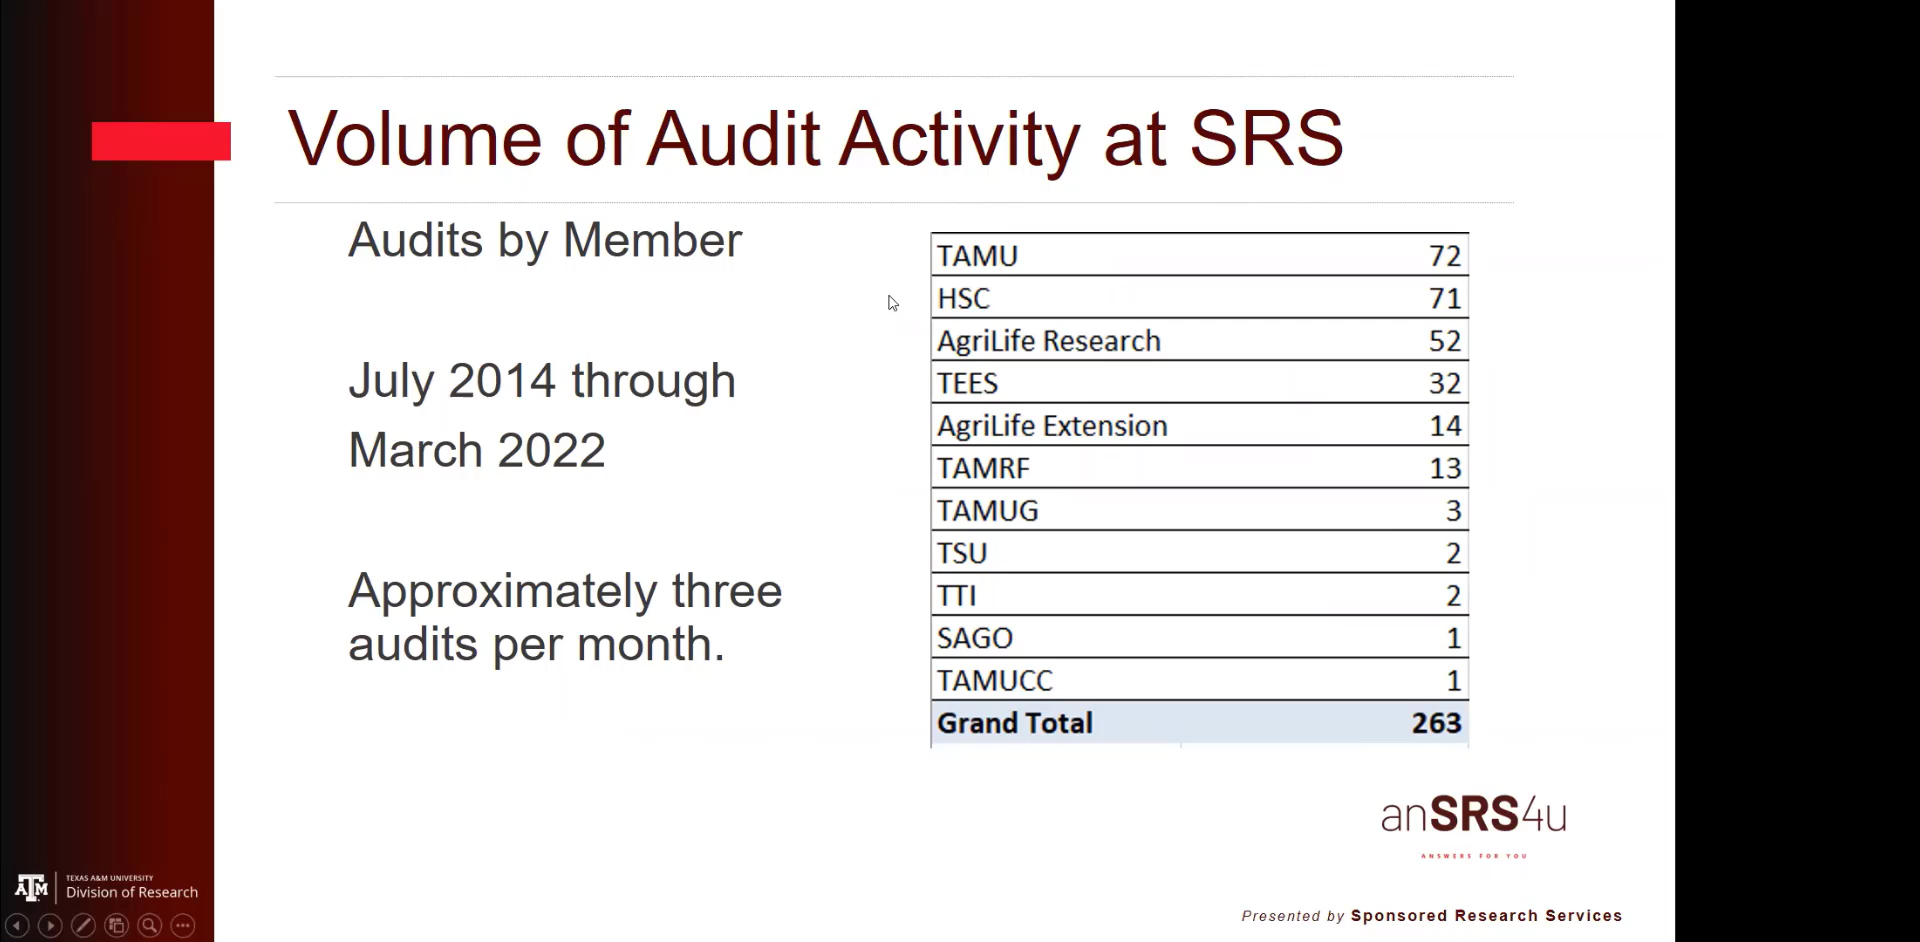 Volume of Audit Activity at SRS
Audits by Member
July 2014 through
March 2022
Approximately three
audits per month.
TAMU 72
HSC 71
AgriLife Research 52
TEES 32
AgriLife Extension 14
TAMRF 13
TAMUG 3
TSU 2
TTI 2
SAGO 1
TAMUCC 1
Grand Total 263
anSRS4u
ANSWERS FOR YOU
ATM
TEXAS A&M UNIVERSITY
Division of Research
Presented by Sponsored Research Services